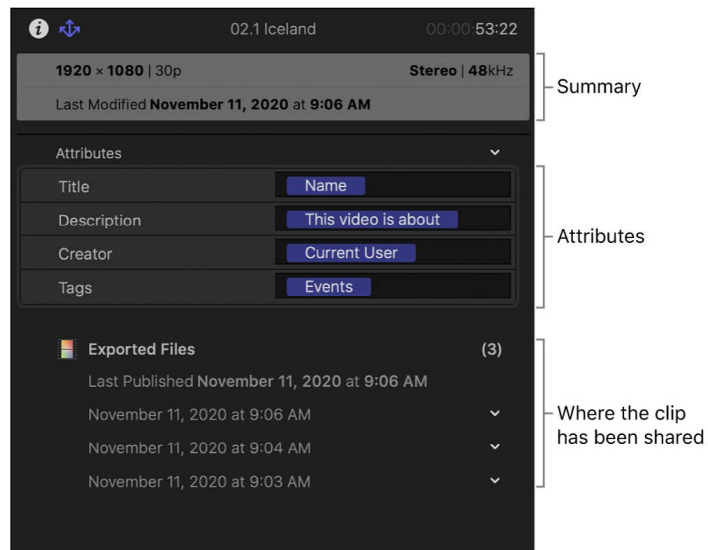 02.1 Iceland 00:00:53:22
1920 × 1080 | 30p Stereo | 48kHz
Last Modified November 11, 2020 at 9:06 AM
Summary
Attributes
Title Name
Description This video is about
Creator Current User
Tags Events
Attributes
Exported Files (3)
Last Published November 11, 2020 at 9:06 AM
November 11, 2020 at 9:06 AM
November 11, 2020 at 9:04 AM
November 11, 2020 at 9:03 AM
Where the clip
has been shared